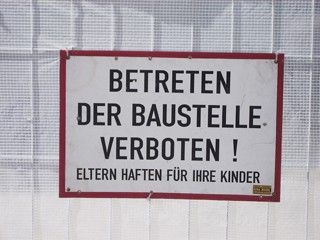 BETRETEN
DER BAUSTELLE
VERBOTEN !
ELTERN HAFTEN FÜR IHRE KINDER